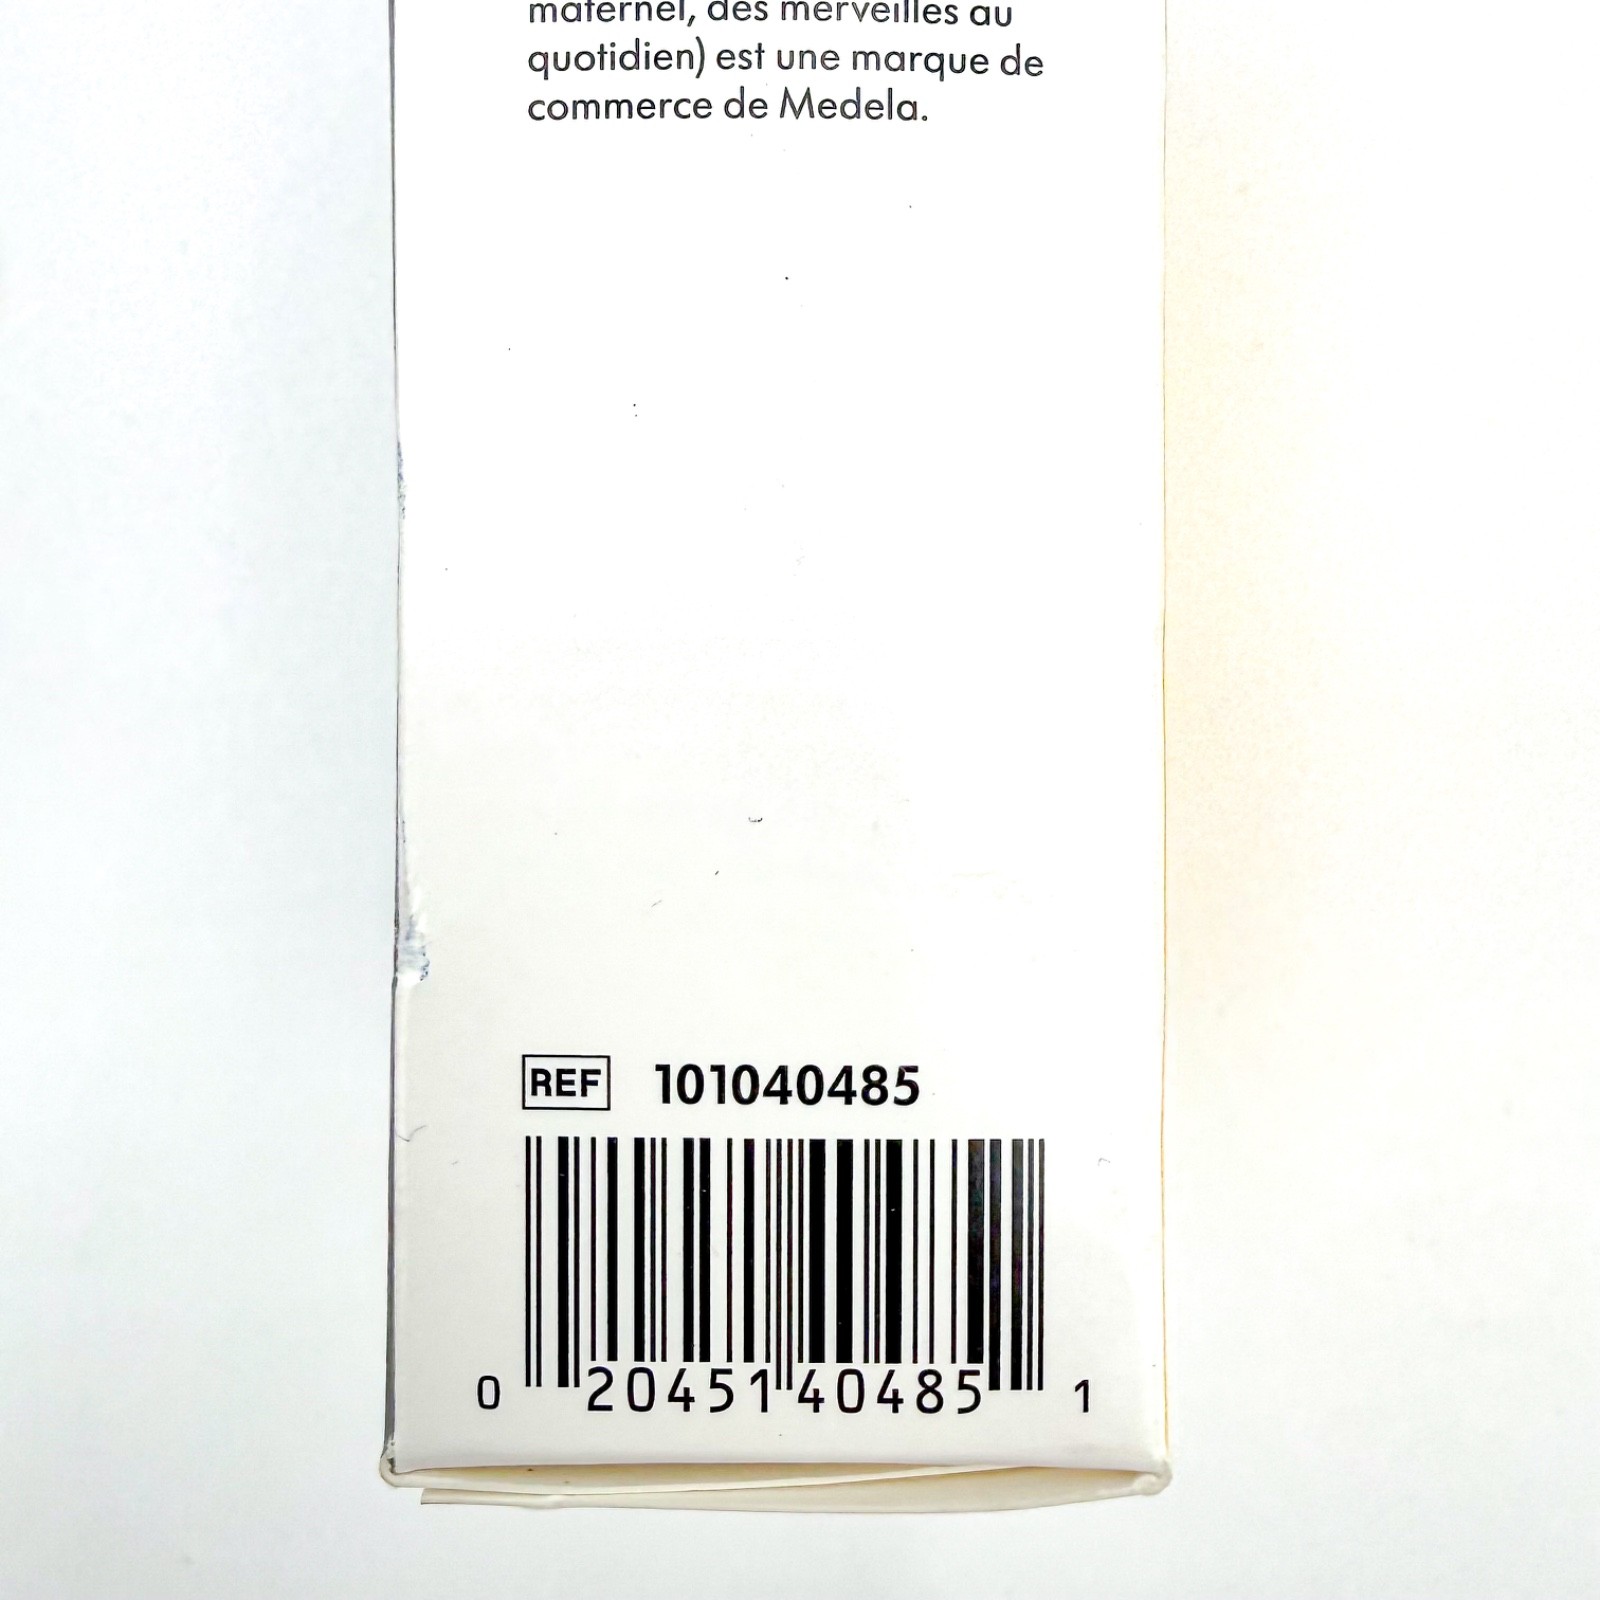 maternel, des merveilles au
quotidien) est une marque de
commerce de Medela.
REF 101040485
0 20451 40485 1